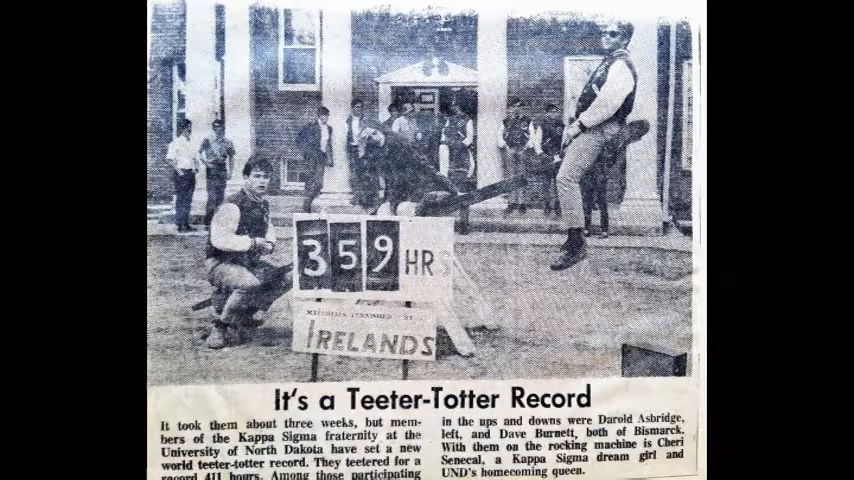 359 HRS
MATERIALS FURNISHED BY
IRELANDS
It's a Teeter-Totter Record
It took them about three weeks, but mem-
bers of the Kappa Sigma fraternity at the
University of North Dakota have set a new
world teeter-totter record. They teetered for a
record 411 hours. Among those participating
in the ups and downs were Darold Asbridge,
left, and Dave Burnett, both of Bismarck.
With them on the rocking machine is Cheri
Senecal, a Kappa Sigma dream girl and
UND's homecoming queen.